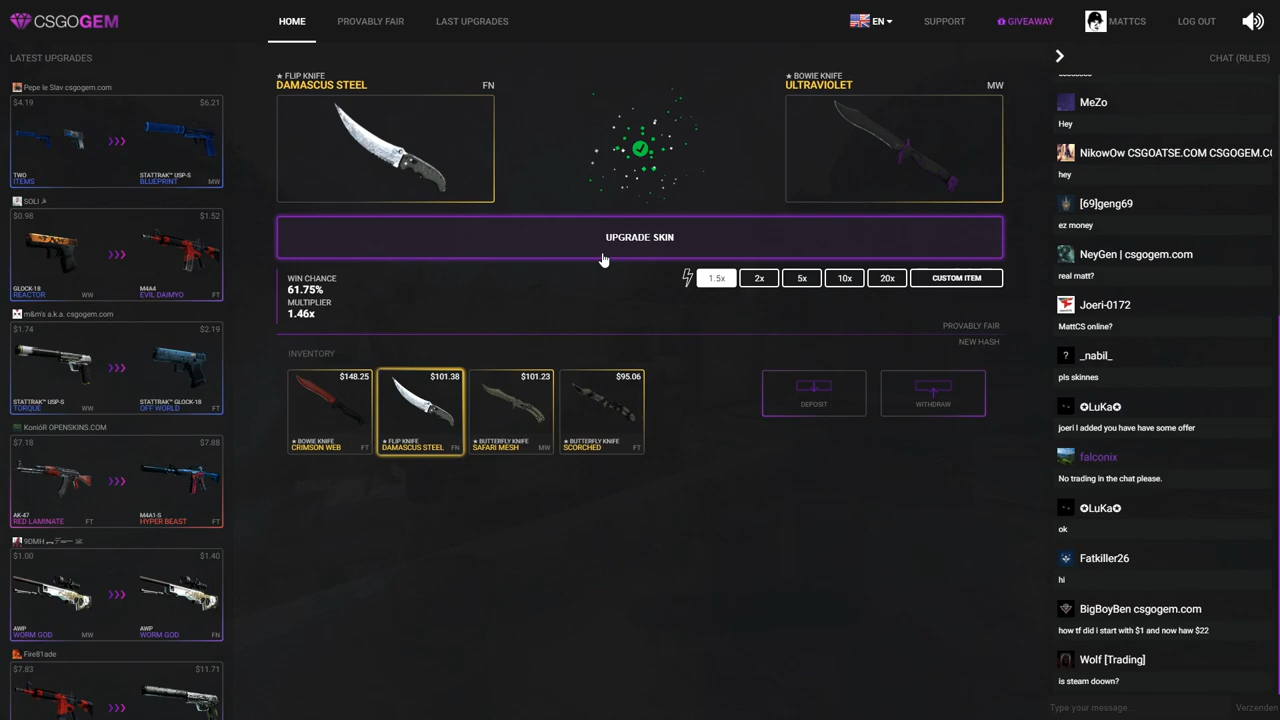 CSGOGEM
HOME
PROVABLY FAIR
LAST UPGRADES
EN
SUPPORT
GIVEAWAY
MATTCS
LOG OUT
LATEST UPGRADES
Pepe le Slav csgogem.com
$4.19
$6.21
TWO
ITEMS
STATTRAK™ USP-S
BLUEPRINT
MW
SOLI
$0.98
$1.52
GLOCK-18
REACTOR
WW
M4A4
EVIL DAIMYO
FT
m&m's a.k.a. csgogem.com
$1.74
$2.19
STATTRAK™ USP-S
TORQUE
WW
STATTRAK™ GLOCK-18
OFF WORLD
FT
KonióR OPENSKINS.COM
$7.18
$7.88
AK-47
RED LAMINATE
FT
M4A1-S
HYPER BEAST
FT
9DMH
$1.00
$1.40
AWP
WORM GOD
MW
AWP
WORM GOD
FN
Fire81ade
$7.83
$11.71
★ FLIP KNIFE
DAMASCUS STEEL
FN
★ BOWIE KNIFE
ULTRAVIOLET
MW
UPGRADE SKIN
WIN CHANCE
61.75%
MULTIPLIER
1.46x
1.5x
2x
5x
10x
20x
CUSTOM ITEM
PROVABLY FAIR
NEW HASH
INVENTORY
$148.25
★ BOWIE KNIFE
CRIMSON WEB
FT
$101.38
★ FLIP KNIFE
DAMASCUS STEEL
FN
$101.23
★ BUTTERFLY KNIFE
SAFARI MESH
MW
$95.06
★ BUTTERFLY KNIFE
SCORCHED
FT
DEPOSIT
WITHDRAW
CHAT (RULES)
MeZo
Hey
NikowOw CSGOATSE.COM CSGOGEM.CO
hey
[69]geng69
ez money
NeyGen | csgogem.com
real matt?
Joeri-0172
MattCS online?
_nabil_
pls skinnes
✪LuKa✪
joeri I added you have have some offer
falconix
No trading in the chat please.
✪LuKa✪
ok
Fatkiller26
hi
BigBoyBen csgogem.com
how tf did i start with $1 and now haw $22
Wolf [Trading]
is steam doown?
Type your message...
Verzenden